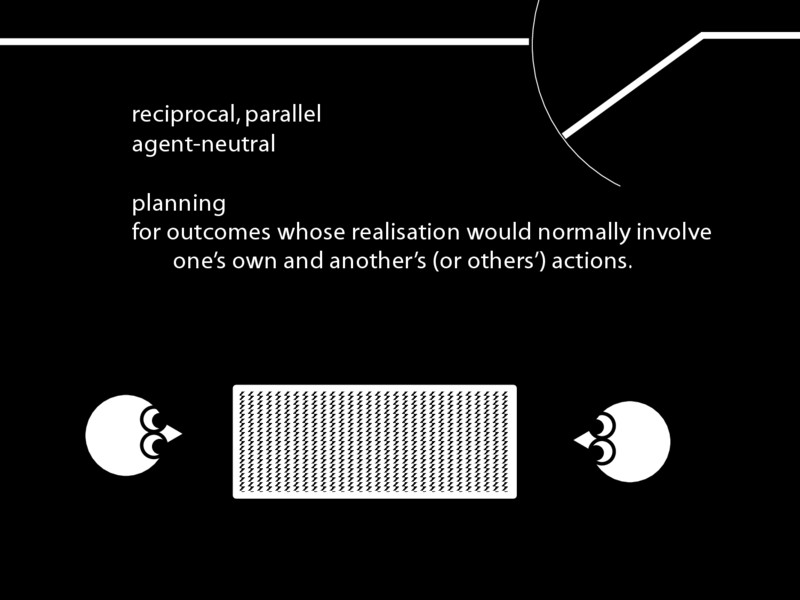 reciprocal, parallel
agent-neutral
planning
for outcomes whose realisation would normally involve
one’s own and another’s (or others’) actions.